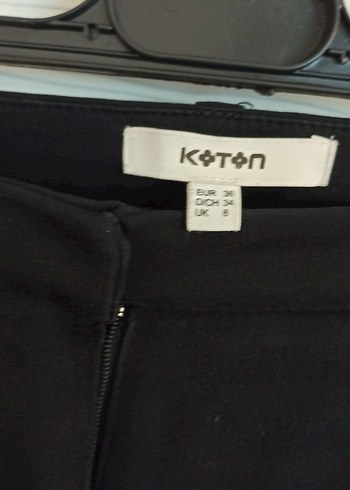 KOTON
EUR 36
D/CH 34
UK 8